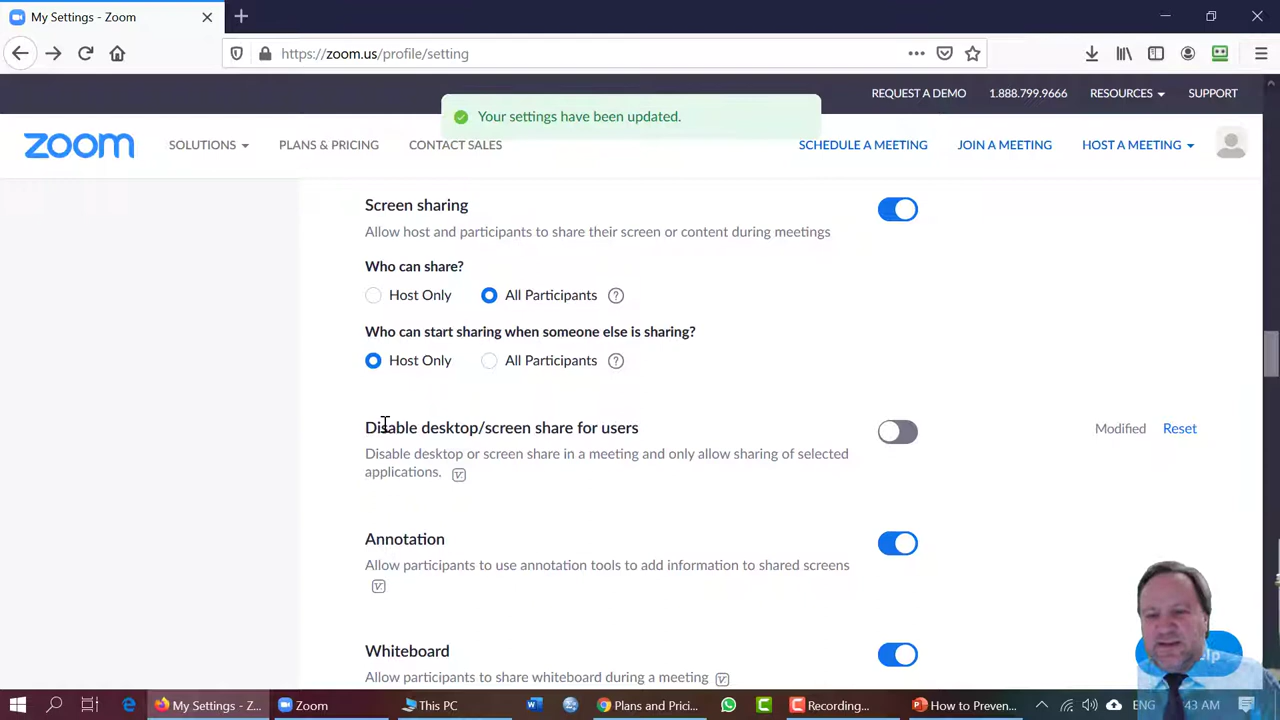 My Settings - Zoom
https://zoom.us/profile/setting
REQUEST A DEMO 1.888.799.9666 RESOURCES SUPPORT
Your settings have been updated.
zoom SOLUTIONS PLANS & PRICING CONTACT SALES SCHEDULE A MEETING JOIN A MEETING HOST A MEETING
Screen sharing
Allow host and participants to share their screen or content during meetings
Who can share?
Host Only All Participants ?
Who can start sharing when someone else is sharing?
Host Only All Participants ?
Disable desktop/screen share for users Modified Reset
Disable desktop or screen share in a meeting and only allow sharing of selected
applications.
Annotation
Allow participants to use annotation tools to add information to shared screens
Whiteboard
Allow participants to share whiteboard during a meeting
My Settings - Z... Zoom This PC Plans and Prici... Recording... How to Preven... ENG